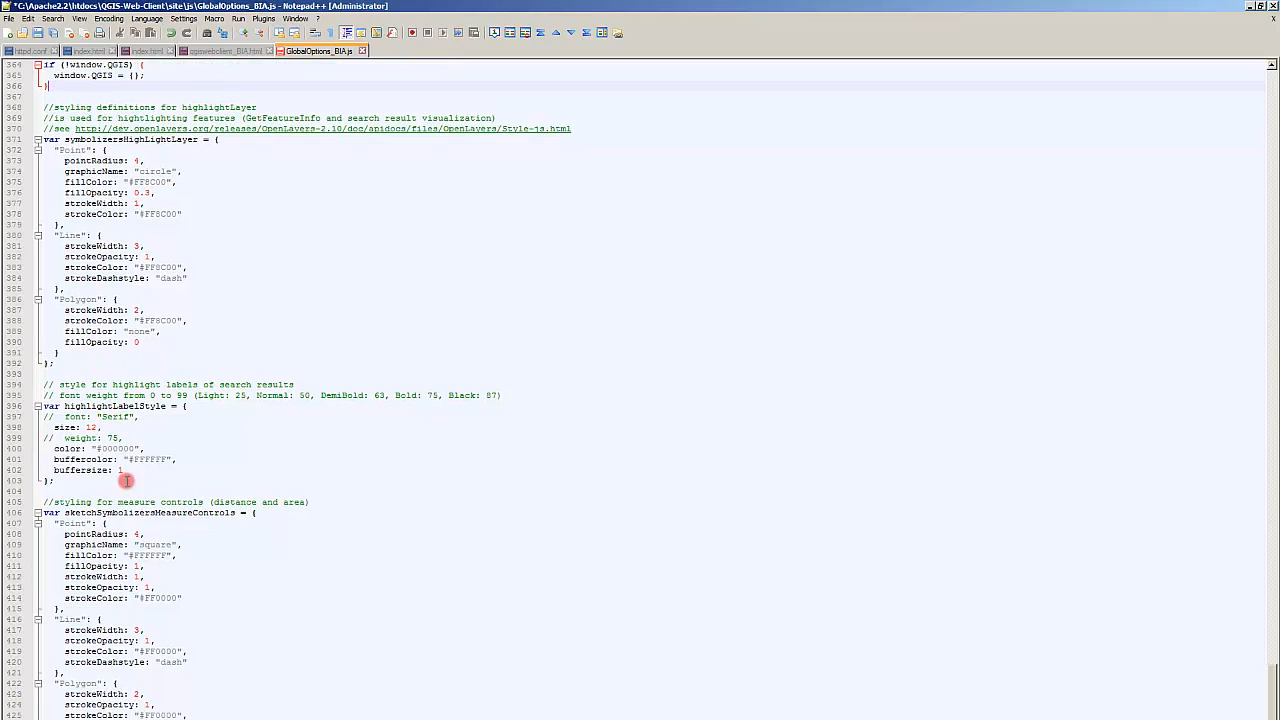 *C:\Apache2.2\htdocs\QGIS-Web-Client\site\js\GlobalOptions_BIA.js - Notepad++ [Administrator]
File Edit Search View Encoding Language Settings Macro Run Plugins Window ? X
httpd.conf index.html index.html qgiswebclient_BIA.html GlobalOptions_BIA.js
364 if (!window.QGIS) {
365 window.QGIS = {};
366 }
367
368 //styling definitions for highlightLayer
369 //is used for hightlighting features (GetFeatureInfo and search result visualization)
370 //see http://dev.openlayers.org/releases/OpenLayers-2.10/doc/apidocs/files/OpenLayers/Style-js.html
371 var symbolizersHighLightLayer = {
372 "Point": {
373 pointRadius: 4,
374 graphicName: "circle",
375 fillColor: "#FF8C00",
376 fillOpacity: 0.3,
377 strokeWidth: 1,
378 strokeColor: "#FF8C00"
379 },
380 "Line": {
381 strokeWidth: 3,
382 strokeOpacity: 1,
383 strokeColor: "#FF8C00",
384 strokeDashstyle: "dash"
385 },
386 "Polygon": {
387 strokeWidth: 2,
388 strokeColor: "#FF8C00",
389 fillColor: "none",
390 fillOpacity: 0
391 }
392 };
393
394 // style for highlight labels of search results
395 // font weight from 0 to 99 (Light: 25, Normal: 50, DemiBold: 63, Bold: 75, Black: 87)
396 var highlightLabelStyle = {
397 // font: "Serif",
398 size: 12,
399 // weight: 75,
400 color: "#000000",
401 buffercolor: "#FFFFFF",
402 buffersize: 1
403 };
404
405 //styling for measure controls (distance and area)
406 var sketchSymbolizersMeasureControls = {
407 "Point": {
408 pointRadius: 4,
409 graphicName: "square",
410 fillColor: "#FFFFFF",
411 fillOpacity: 1,
412 strokeWidth: 1,
413 strokeOpacity: 1,
414 strokeColor: "#FF0000"
415 },
416 "Line": {
417 strokeWidth: 3,
418 strokeOpacity: 1,
419 strokeColor: "#FF0000",
420 strokeDashstyle: "dash"
421 },
422 "Polygon": {
423 strokeWidth: 2,
424 strokeOpacity: 1,
425 strokeColor: "#FF0000",